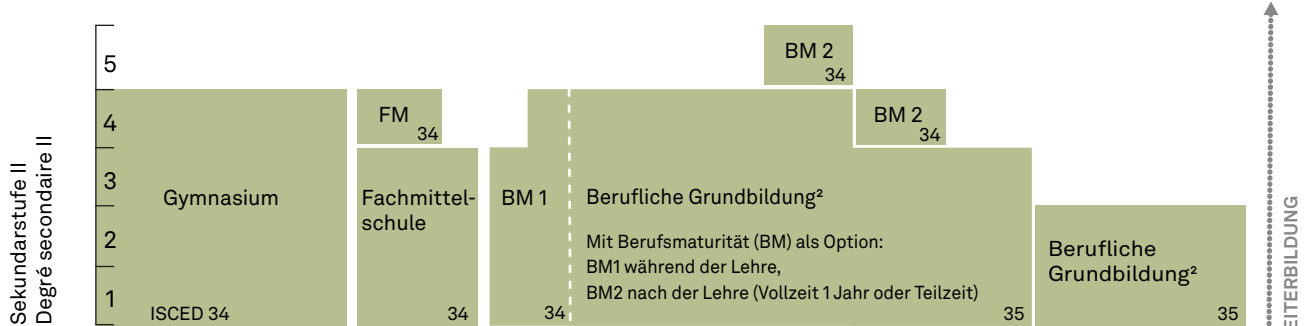 Sekundarstufe II
Degré secondaire II
5
4
3
2
1
Gymnasium
ISCED 34
FM
34
Fachmittel-
schule
34
BM 1
34
BM 2
34
BM 2
34
Berufliche Grundbildung²
Mit Berufsmaturität (BM) als Option:
BM1 während der Lehre,
BM2 nach der Lehre (Vollzeit 1 Jahr oder Teilzeit)
35
Berufliche
Grundbildung²
35
EITERBILDUNG